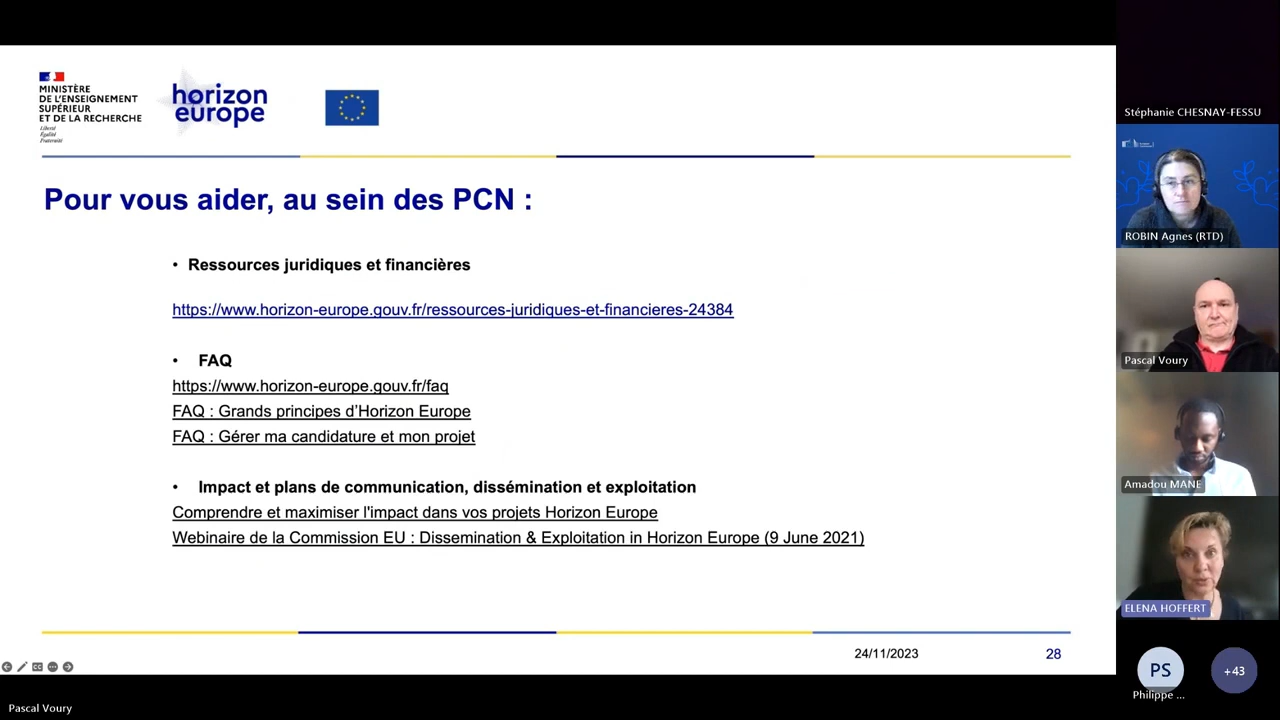 MINISTÈRE
DE L'ENSEIGNEMENT
SUPÉRIEUR
ET DE LA RECHERCHE
Liberté
Égalité
Fraternité
horizon
europe
Pour vous aider, au sein des PCN :
• Ressources juridiques et financières
https://www.horizon-europe.gouv.fr/ressources-juridiques-et-financieres-24384
• FAQ
https://www.horizon-europe.gouv.fr/faq
FAQ : Grands principes d'Horizon Europe
FAQ : Gérer ma candidature et mon projet
• Impact et plans de communication, dissémination et exploitation
Comprendre et maximiser l'impact dans vos projets Horizon Europe
Webinaire de la Commission EU : Dissemination & Exploitation in Horizon Europe (9 June 2021)
24/11/2023
28
Pascal Voury
Stéphanie CHESNAY-FESSU
ROBIN Agnes (RTD)
Pascal Voury
Amadou MANE
ELENA HOFFERT
PS
+43
Philippe ...